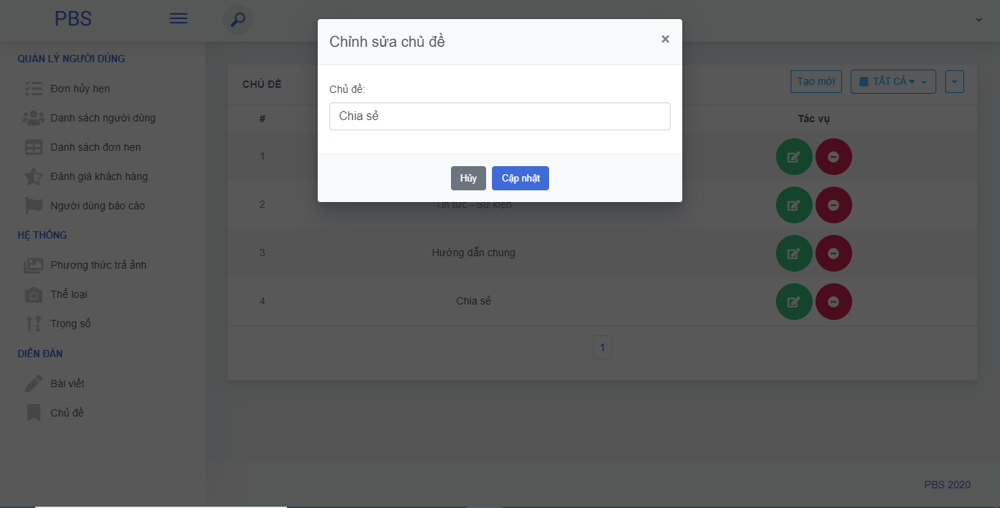 PBS
Chỉnh sửa chủ đề
×
QUẢN LÝ NGƯỜI DÙNG
Đơn hủy hẹn
Danh sách người dùng
Danh sách đơn hẹn
Đánh giá khách hàng
Người dùng báo cáo
HỆ THỐNG
Phương thức trả ảnh
Thể loại
Trọng số
DIỄN ĐÀN
Bài viết
Chủ đề
Chủ đề:
Chia sẻ
Hủy Cập nhật
CHỦ ĐỀ Tạo mới TẤT CẢ
# Tác vụ
1
2 Tin tức - Sự kiện
3 Hướng dẫn chung
4 Chia sẻ
1
PBS 2020